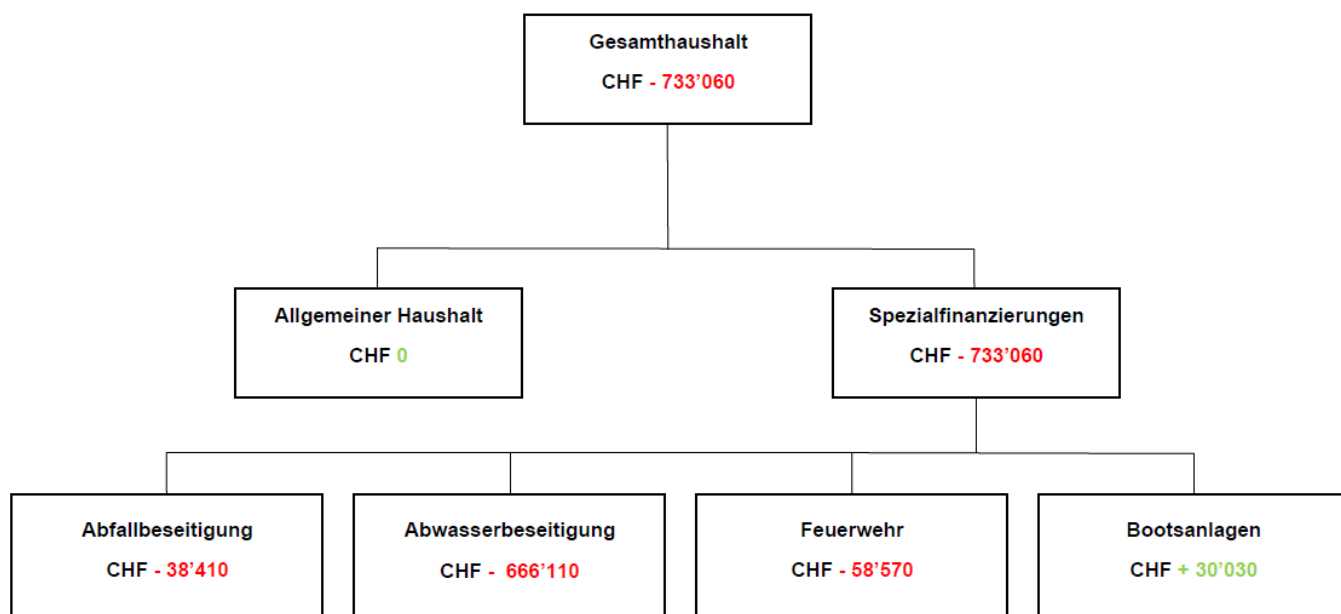 Gesamthaushalt
CHF - 733’060
Allgemeiner Haushalt
CHF 0
Spezialfinanzierungen
CHF - 733’060
Abfallbeseitigung
CHF - 38’410
Abwasserbeseitigung
CHF -  666’110
Feuerwehr
CHF - 58’570
Bootsanlagen
CHF + 30’030